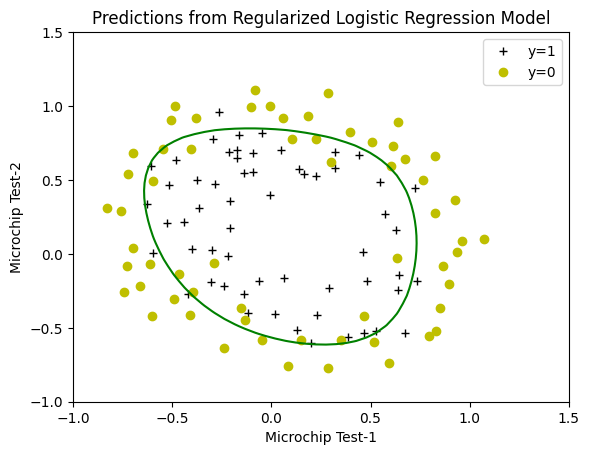 Predictions from Regularized Logistic Regression Model
1.5
1.0
0.5
0.0
−0.5
−1.0
Microchip Test-2
y=1
y=0
−1.0 −0.5 0.0 0.5 1.0 1.5
Microchip Test-1